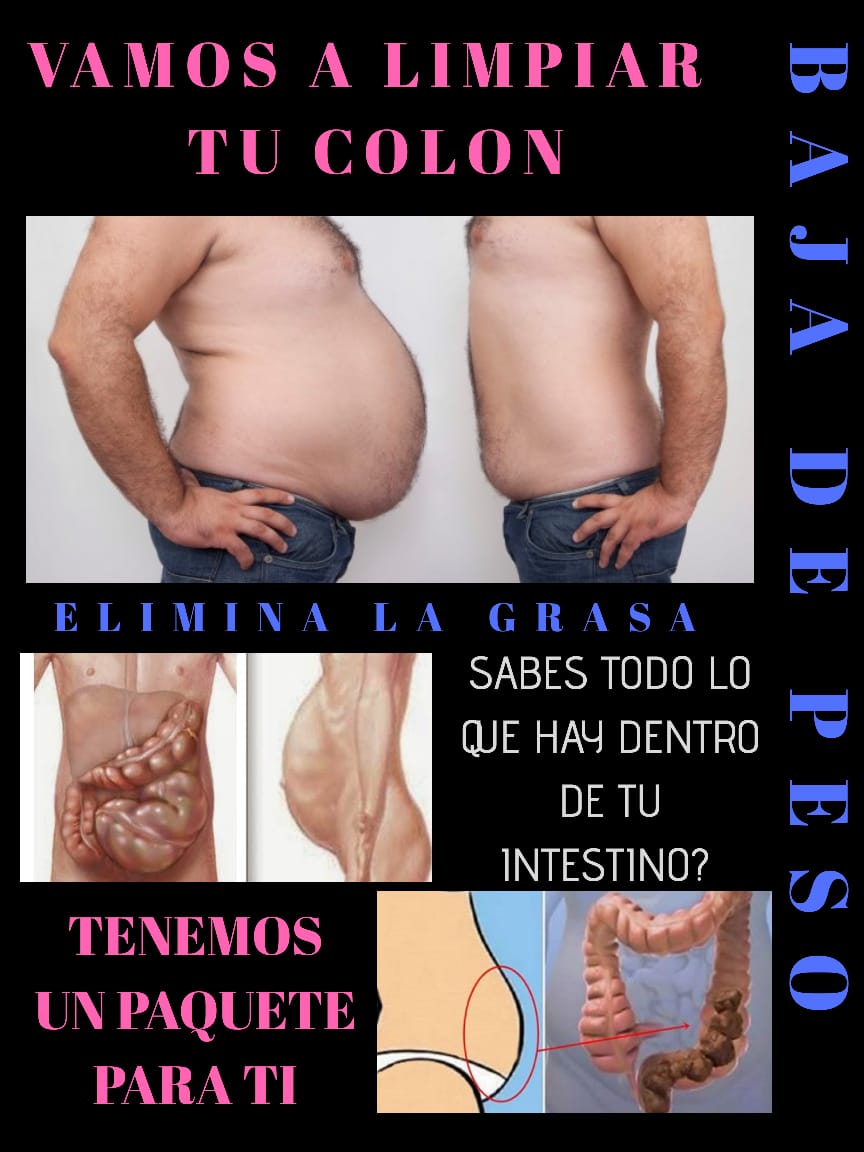 VAMOS A LIMPIAR
TU COLON
BAJA DE PESO
ELIMINA LA GRASA
SABES TODO LO
QUE HAY DENTRO
DE TU
INTESTINO?
TENEMOS
UN PAQUETE
PARA TI